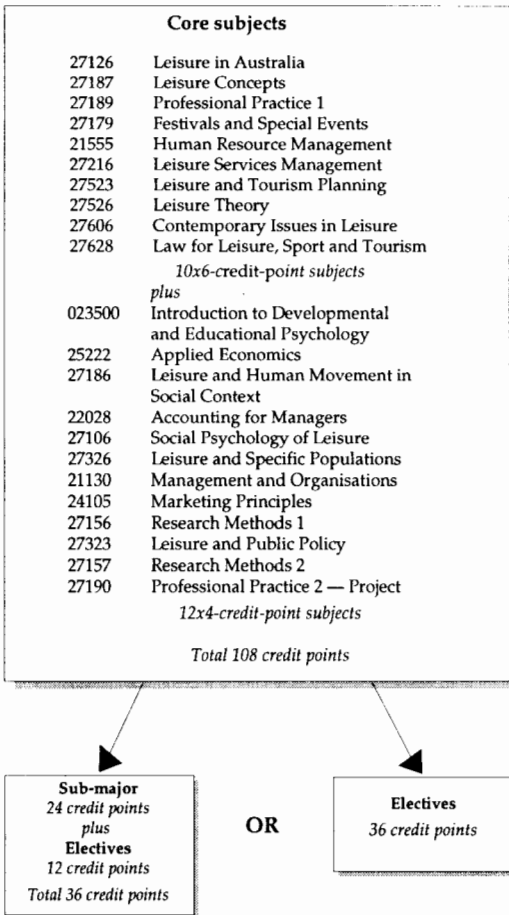 Core subjects
27126 Leisure in Australia
27187 Leisure Concepts
27189 Professional Practice 1
27179 Festivals and Special Events
21555 Human Resource Management
27216 Leisure Services Management
27523 Leisure and Tourism Planning
27526 Leisure Theory
27606 Contemporary Issues in Leisure
27628 Law for Leisure, Sport and Tourism
10x6-credit-point subjects
plus
023500 Introduction to Developmental
and Educational Psychology
25222 Applied Economics
27186 Leisure and Human Movement in
Social Context
22028 Accounting for Managers
27106 Social Psychology of Leisure
27326 Leisure and Specific Populations
21130 Management and Organisations
24105 Marketing Principles
27156 Research Methods 1
27323 Leisure and Public Policy
27157 Research Methods 2
27190 Professional Practice 2 — Project
12x4-credit-point subjects
Total 108 credit points
Sub-major
24 credit points
plus
Electives
12 credit points
Total 36 credit points
OR
Electives
36 credit points